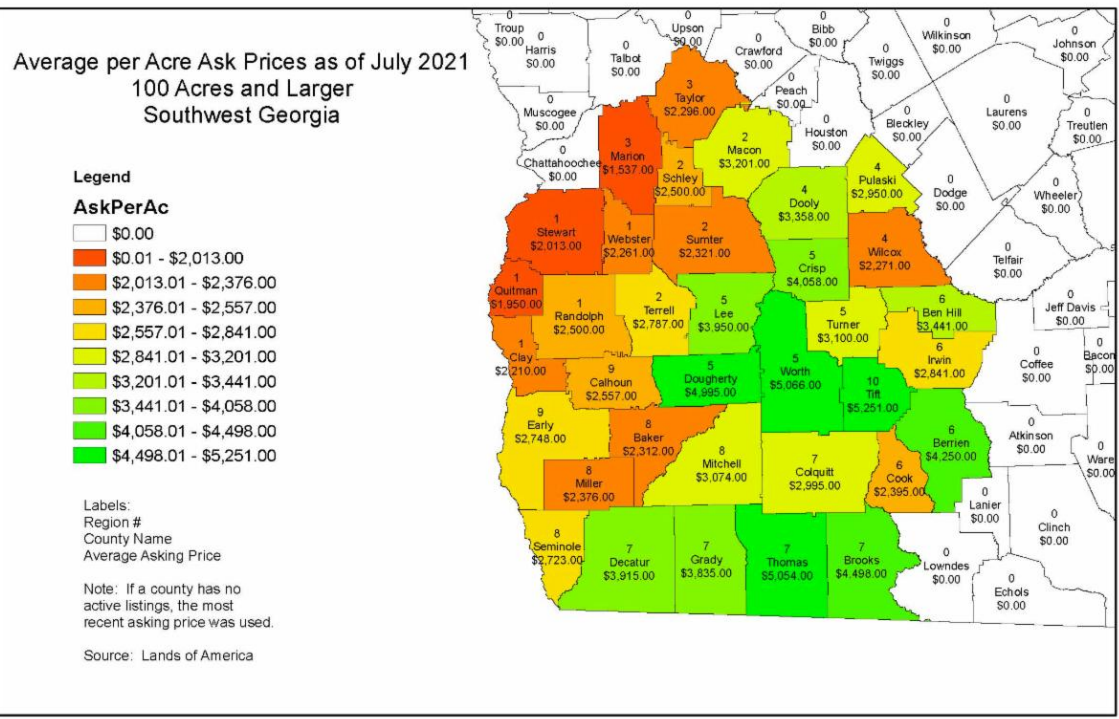 Average per Acre Ask Prices as of July 2021
100 Acres and Larger
Southwest Georgia
Legend
AskPerAc
$0.00
$0.01 - $2,013.00
$2,013.01 - $2,376.00
$2,376.01 - $2,557.00
$2,557.01 - $2,841.00
$2,841.01 - $3,201.00
$3,201.01 - $3,441.00
$3,441.01 - $4,058.00
$4,058.01 - $4,498.00
$4,498.01 - $5,251.00
Labels:
Region #
County Name
Average Asking Price
Note: If a county has no
active listings, the most
recent asking price was used.
Source: Lands of America
0
Troup
$0.00
0
Harris
$0.00
0
Talbot
$0.00
0
Upson
$0.00
0
Crawford
$0.00
0
Bibb
$0.00
0
Twiggs
$0.00
0
Wilkinson
$0.00
0
Johnson
$0.00
0
Muscogee
$0.00
0
Chattahoochee
$0.00
3
Marion
$1,537.00
3
Taylor
$2,296.00
0
Peach
$0.00
0
Houston
$0.00
0
Bleckley
$0.00
0
Laurens
$0.00
0
Treutlen
$0.00
2
Schley
$2,500.00
2
Macon
$3,201.00
4
Dooly
$3,358.00
4
Pulaski
$2,950.00
0
Dodge
$0.00
0
Wheeler
$0.00
1
Stewart
$2,013.00
1
Webster
$2,261.00
2
Sumter
$2,321.00
5
Crisp
$4,058.00
4
Wilcox
$2,271.00
0
Telfair
$0.00
1
Quitman
$1,950.00
1
Randolph
$2,500.00
2
Terrell
$2,787.00
5
Lee
$3,950.00
5
Turner
$3,100.00
6
Ben Hill
$3,441.00
0
Jeff Davis
$0.00
1
Clay
$2,210.00
9
Calhoun
$2,557.00
5
Dougherty
$4,995.00
5
Worth
$5,066.00
10
Tift
$5,251.00
6
Irwin
$2,841.00
0
Coffee
$0.00
0
Bacon
$0.00
9
Early
$2,748.00
8
Baker
$2,312.00
8
Mitchell
$3,074.00
7
Colquitt
$2,995.00
6
Cook
$2,395.00
6
Berrien
$4,250.00
0
Atkinson
$0.00
0
Ware
$0.00
8
Miller
$2,376.00
0
Lanier
$0.00
0
Clinch
$0.00
8
Seminole
$2,723.00
7
Decatur
$3,915.00
7
Grady
$3,835.00
7
Thomas
$5,054.00
7
Brooks
$4,498.00
0
Lowndes
$0.00
0
Echols
$0.00